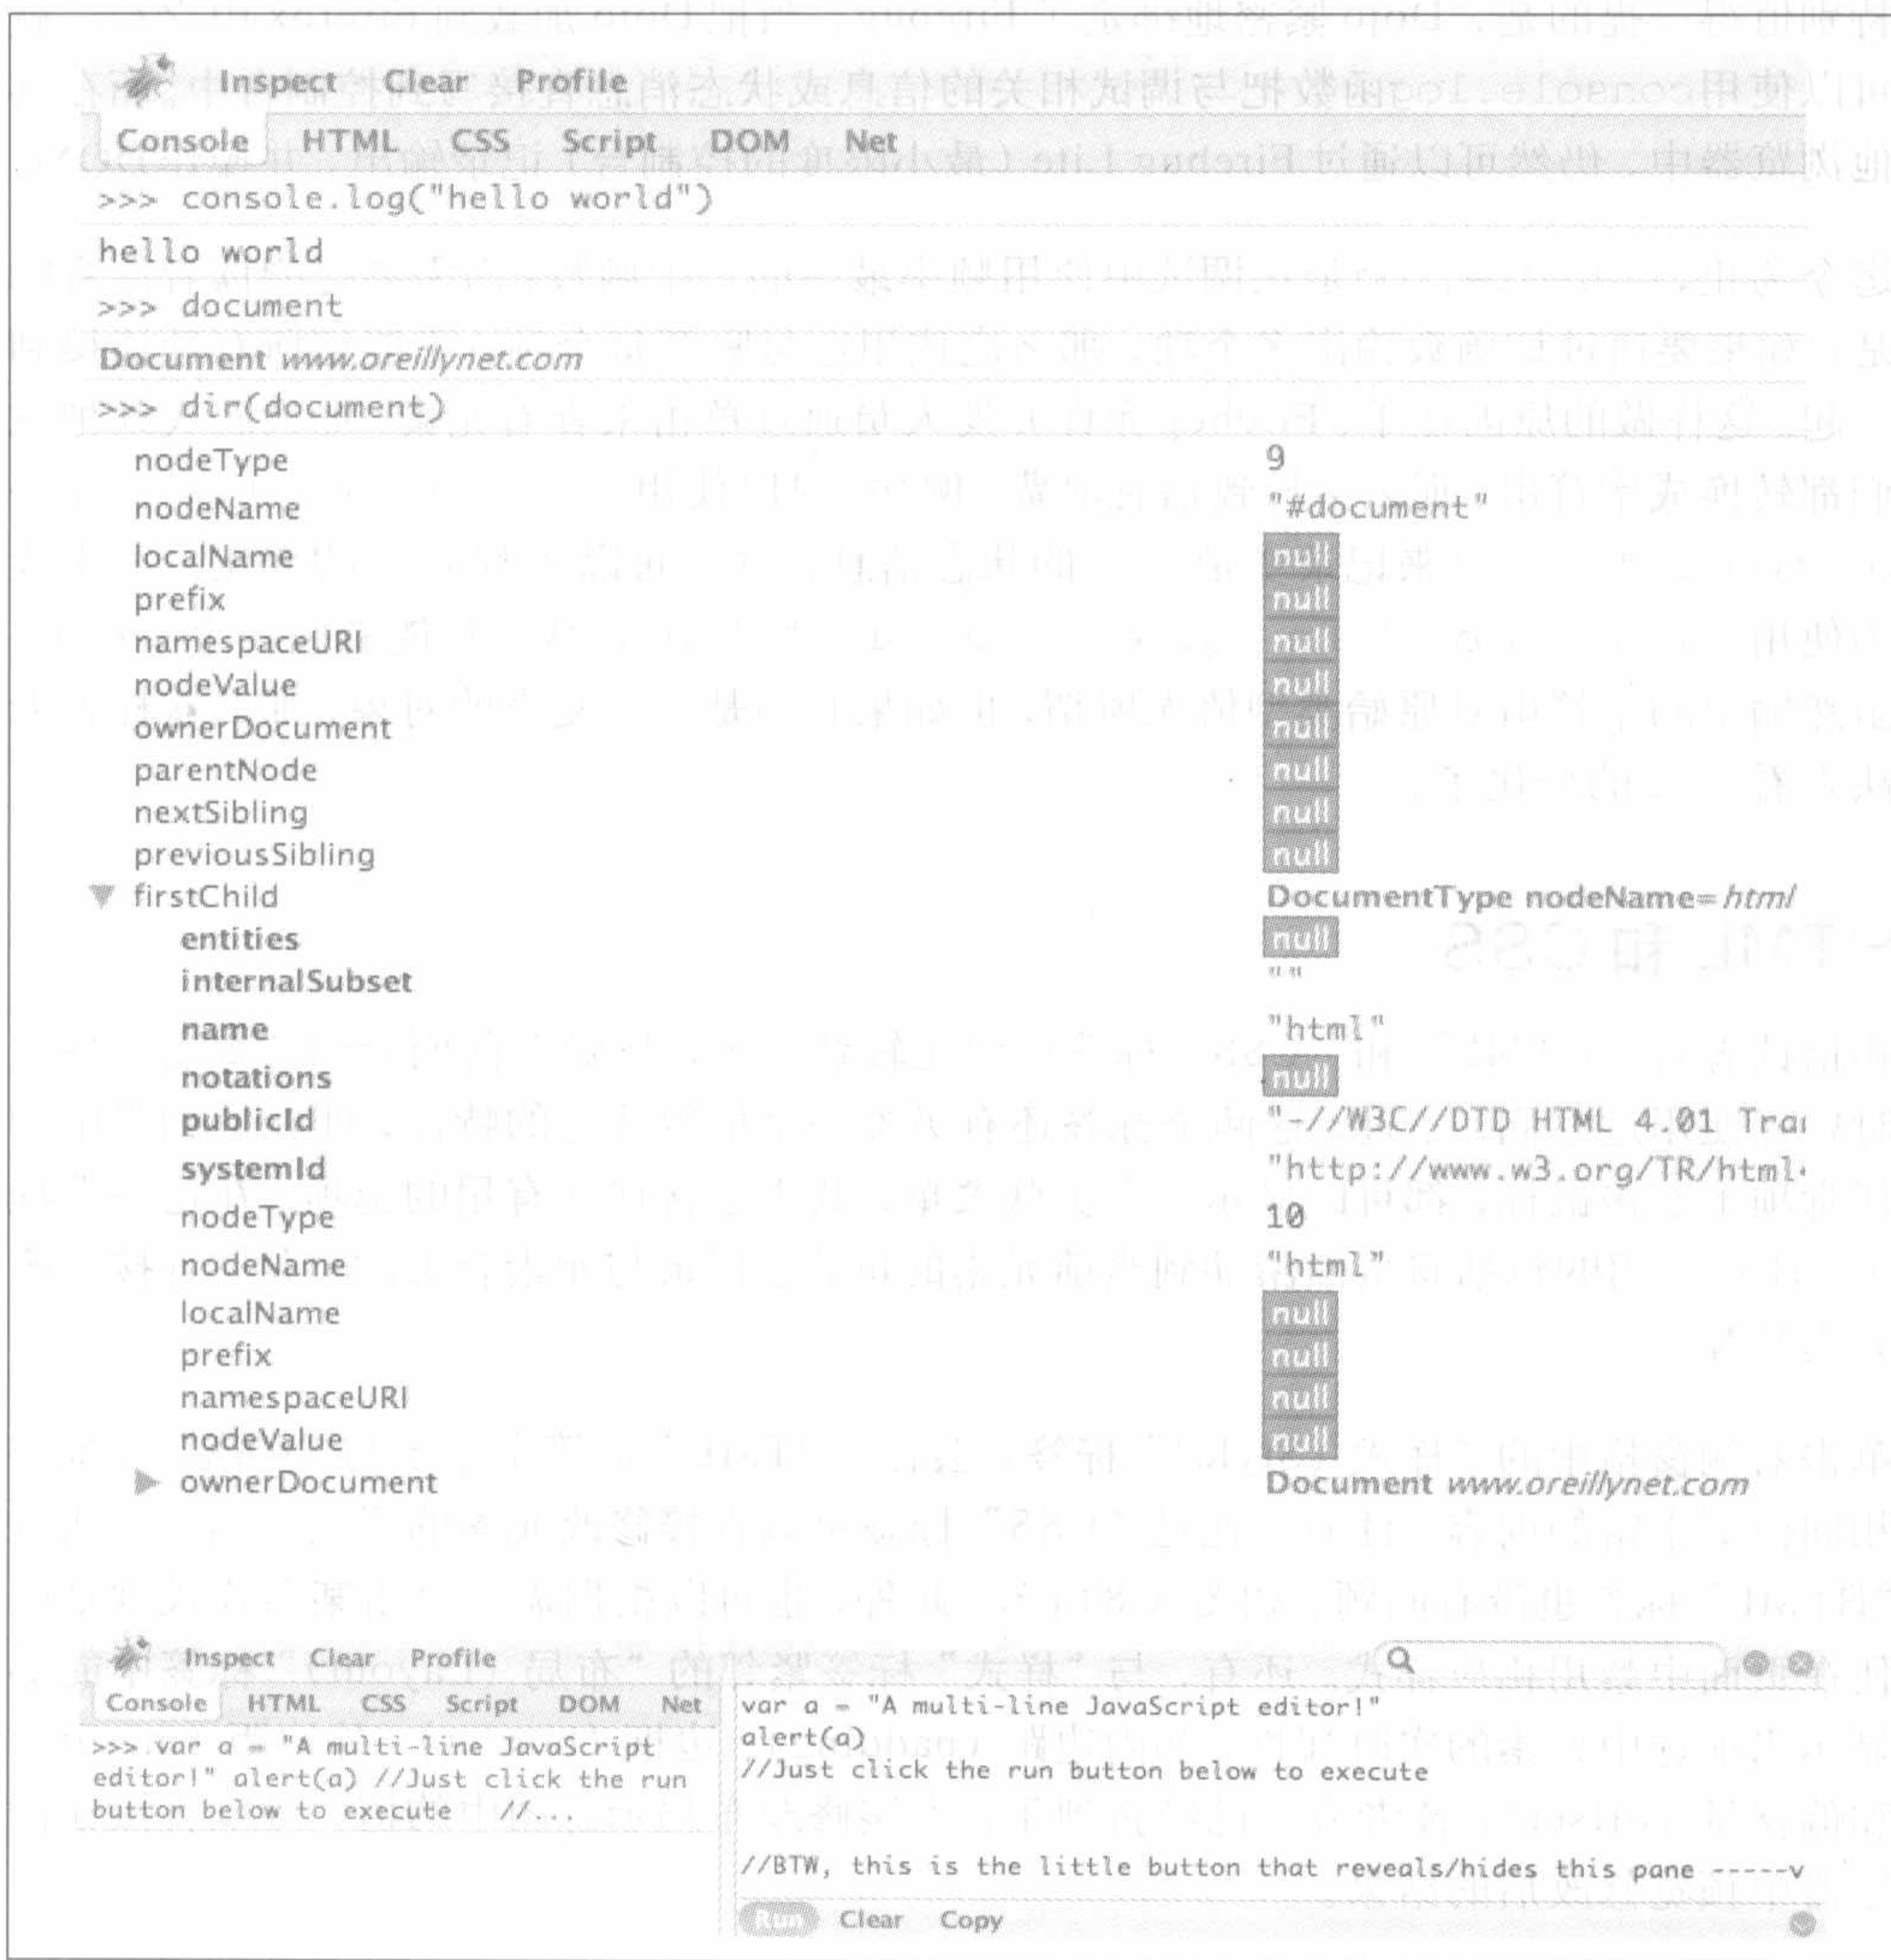 Inspect Clear Profile
Console HTML CSS Script DOM Net
>>> console.log("hello world")
hello world
>>> document
Document www.oreillynet.com
>>> dir(document)
nodeType 9
nodeName "#document"
localName null
prefix null
namespaceURI null
nodeValue null
ownerDocument null
parentNode null
nextSibling null
previousSibling null
firstChild DocumentType nodeName=html
entities null
internalSubset ""
name "html"
notations null
publicId "-//W3C//DTD HTML 4.01 Tra
systemId "http://www.w3.org/TR/html
nodeType 10
nodeName "html"
localName null
prefix null
namespaceURI null
nodeValue null
ownerDocument Document www.oreillynet.com
Inspect Clear Profile
Console HTML CSS Script DOM Net
>>> var a = "A multi-line JavaScript
editor!" alert(a) //Just click the run
button below to execute //...
var a = "A multi-line JavaScript editor!"
alert(a)
//Just click the run button below to execute
//BTW, this is the little button that reveals/hides this pane -----v
Run Clear Copy